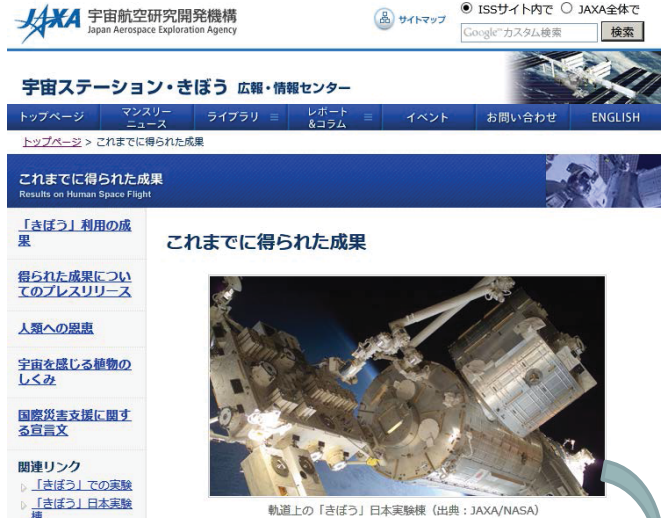 JAXA 宇宙航空研究開発機構
Japan Aerospace Exploration Agency
サイトマップ
ISSサイト内で JAXA全体で
Google™カスタム検索 検索
宇宙ステーション・きぼう 広報・情報センター
トップページ マンスリーニュース ライブラリ レポート&コラム イベント お問い合わせ ENGLISH
トップページ > これまでに得られた成果
これまでに得られた成果
Results on Human Space Flight
「きぼう」利用の成
果
得られた成果につい
てのプレスリリース
人類への恩恵
宇宙を感じる植物の
しくみ
国際災害支援に関す
る宣言文
関連リンク
「きぼう」での実験
「きぼう」日本実験
棟
これまでに得られた成果
軌道上の「きぼう」日本実験棟（出典：JAXA/NASA）